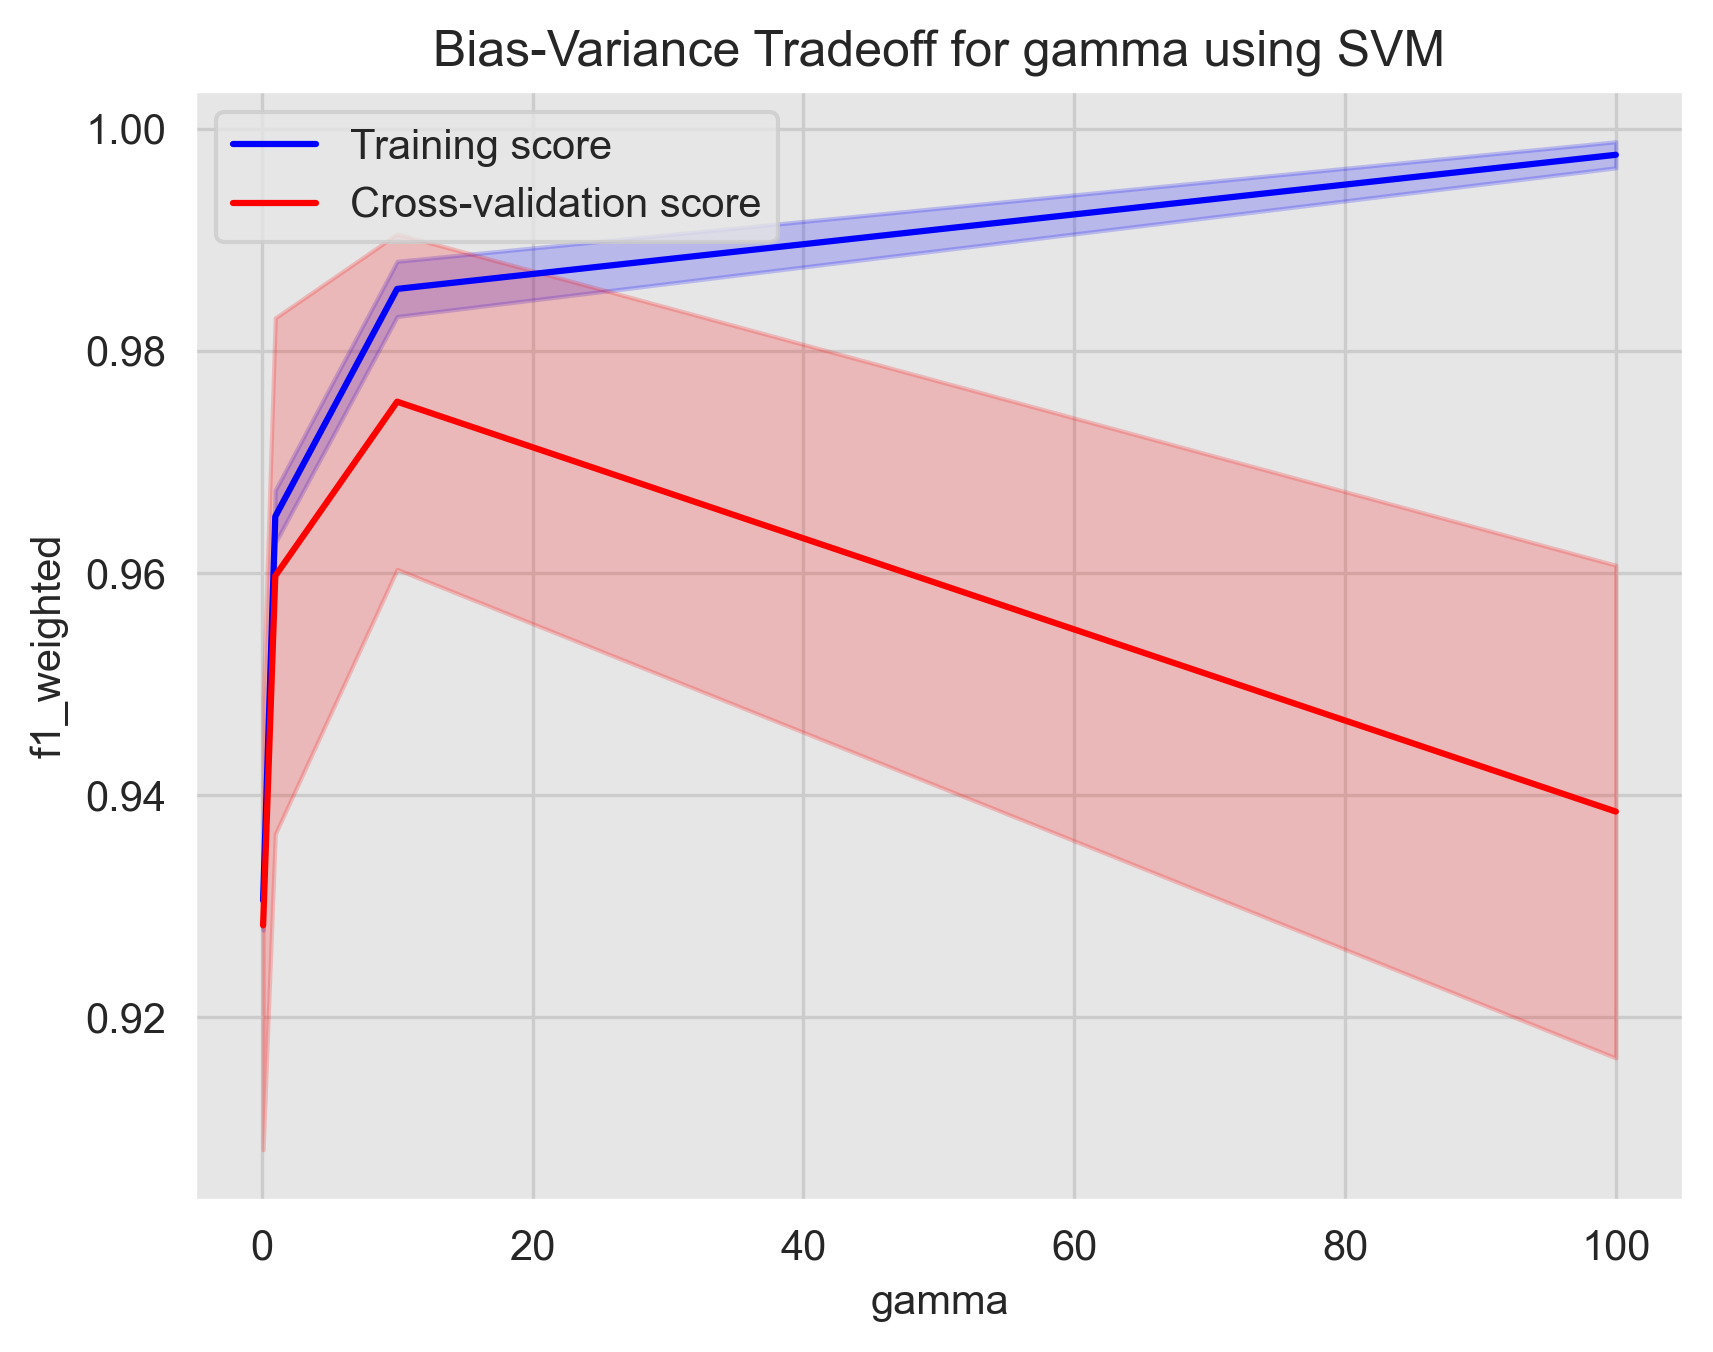 Bias-Variance Tradeoff for gamma using SVM
Training score
Cross-validation score
1.00
0.98
0.96
0.94
0.92
f1_weighted
0 20 40 60 80 100
gamma